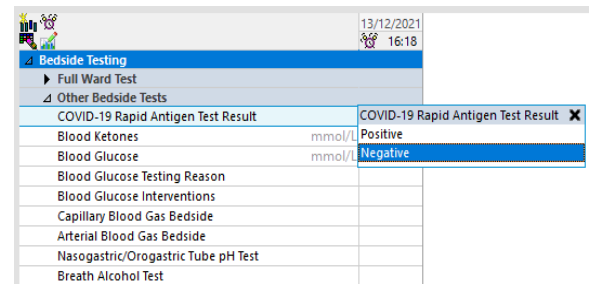 13/12/2021
16:18
Bedside Testing
Full Ward Test
Other Bedside Tests
COVID-19 Rapid Antigen Test Result
COVID-19 Rapid Antigen Test Result
Blood Ketones mmol/L Positive
Blood Glucose mmol/L Negative
Blood Glucose Testing Reason
Blood Glucose Interventions
Capillary Blood Gas Bedside
Arterial Blood Gas Bedside
Nasogastric/Orogastric Tube pH Test
Breath Alcohol Test